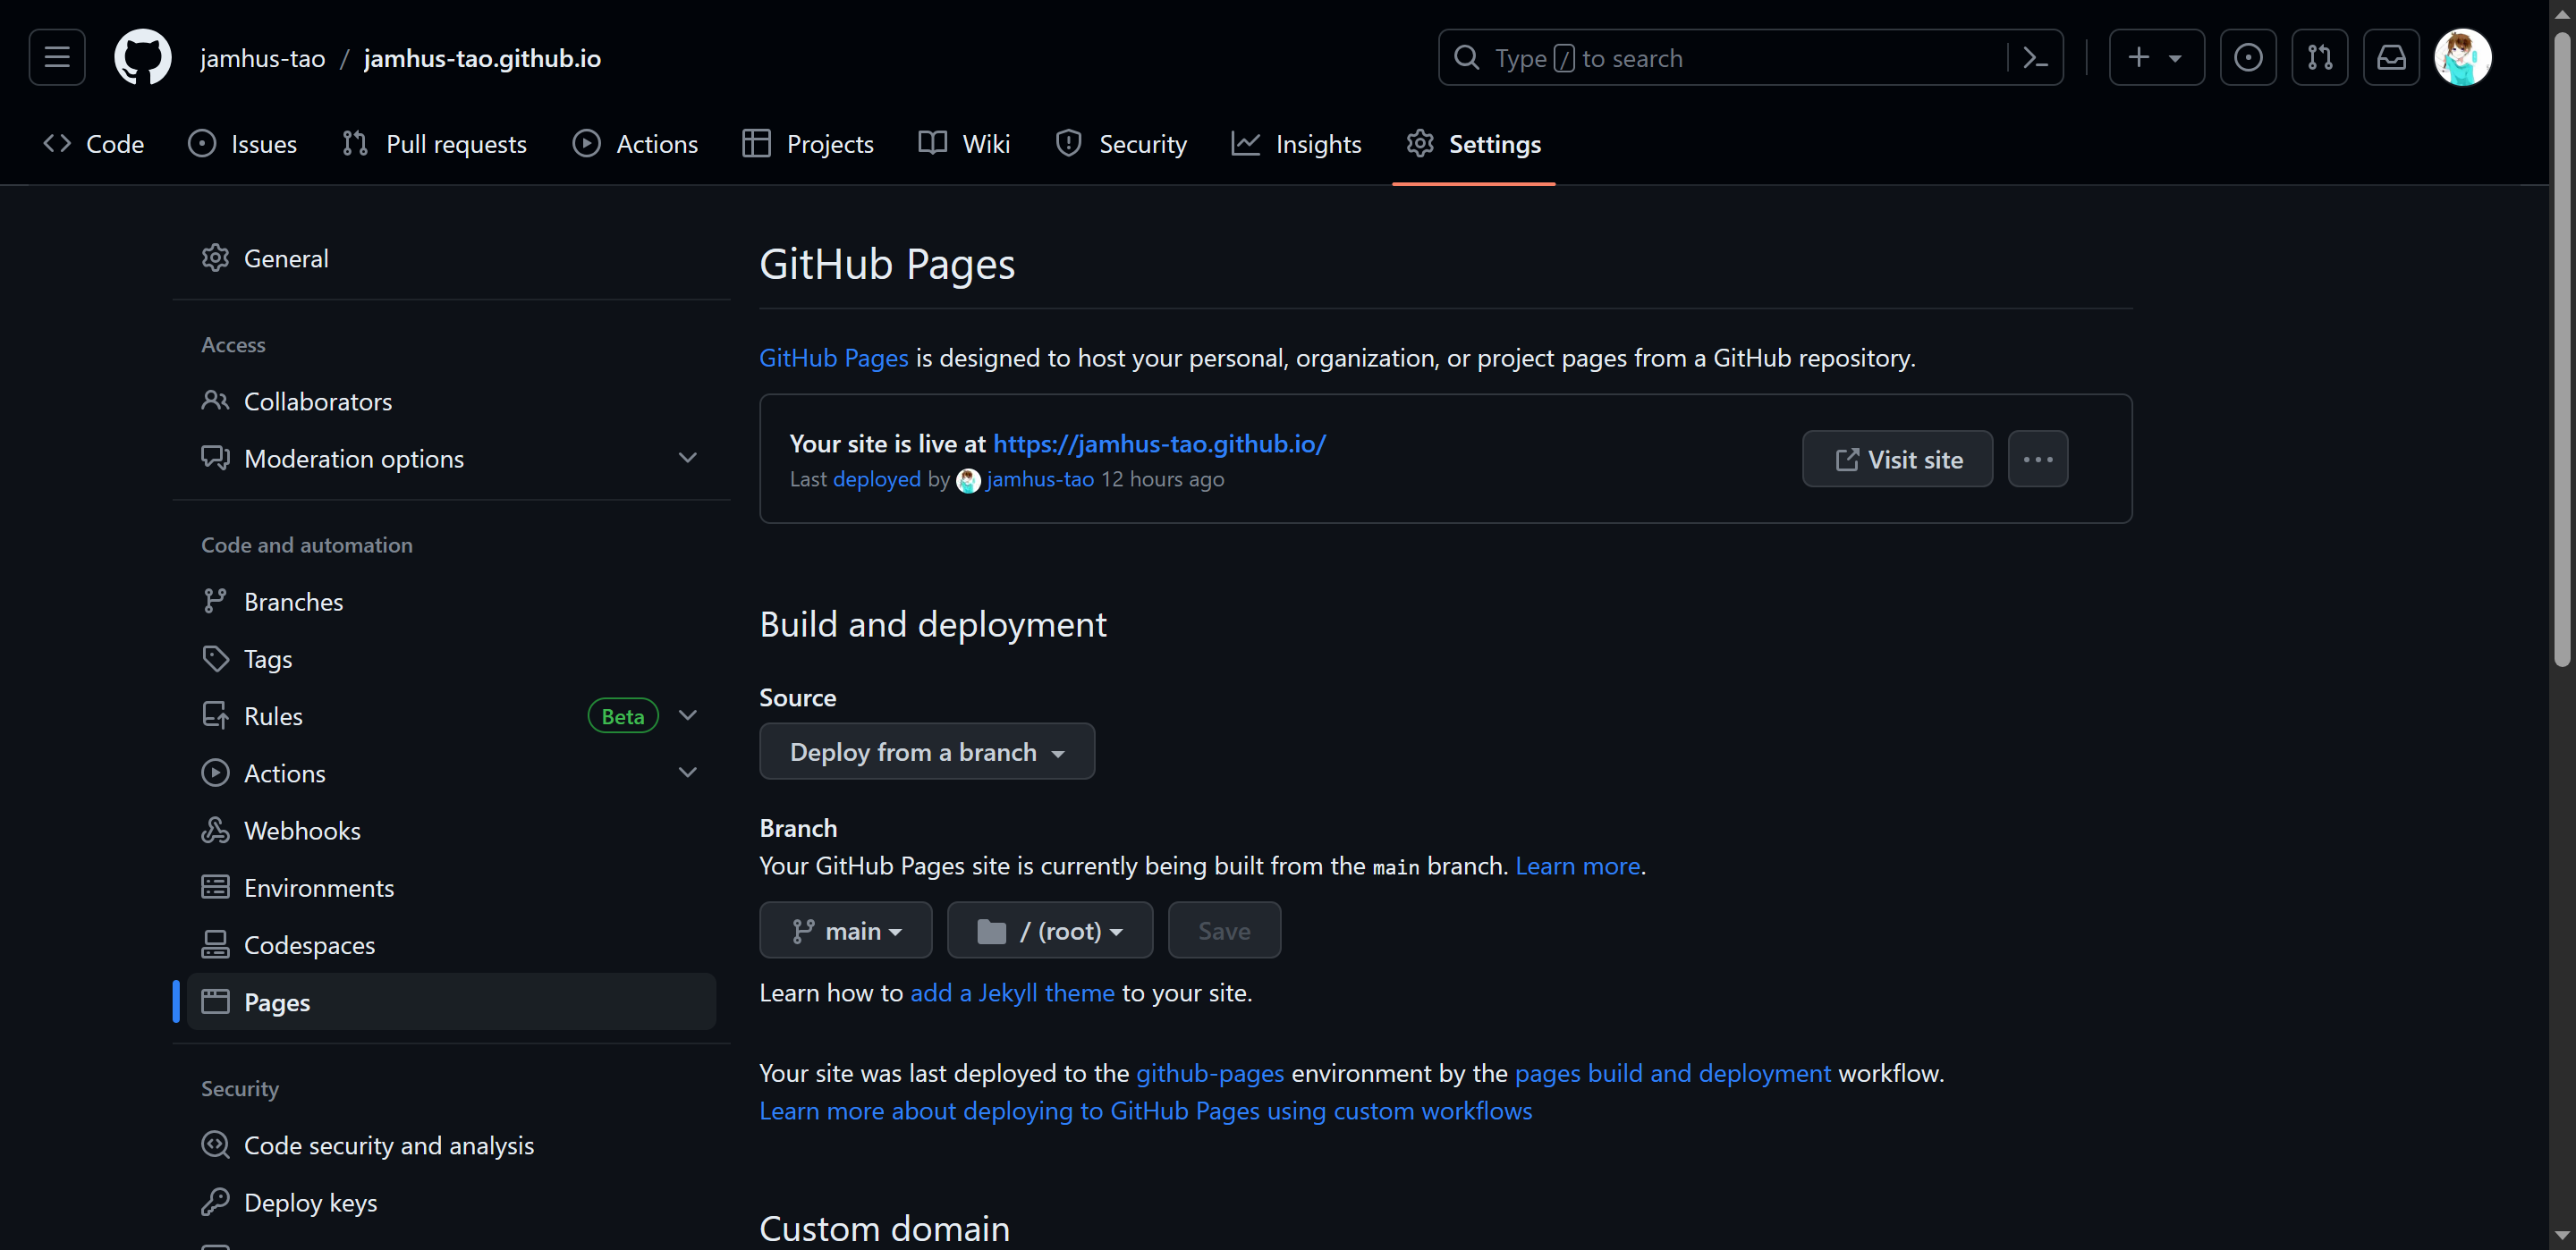 jamhus-tao / jamhus-tao.github.io
Type / to search
Code Issues Pull requests Actions Projects Wiki Security Insights Settings
General
Access
Collaborators
Moderation options
Code and automation
Branches
Tags
Rules Beta
Actions
Webhooks
Environments
Codespaces
Pages
Security
Code security and analysis
Deploy keys
GitHub Pages
GitHub Pages is designed to host your personal, organization, or project pages from a GitHub repository.
Your site is live at https://jamhus-tao.github.io/
Last deployed by jamhus-tao 12 hours ago
Visit site
Build and deployment
Source
Deploy from a branch
Branch
Your GitHub Pages site is currently being built from the main branch. Learn more.
main / (root) Save
Learn how to add a Jekyll theme to your site.
Your site was last deployed to the github-pages environment by the pages build and deployment workflow.
Learn more about deploying to GitHub Pages using custom workflows
Custom domain